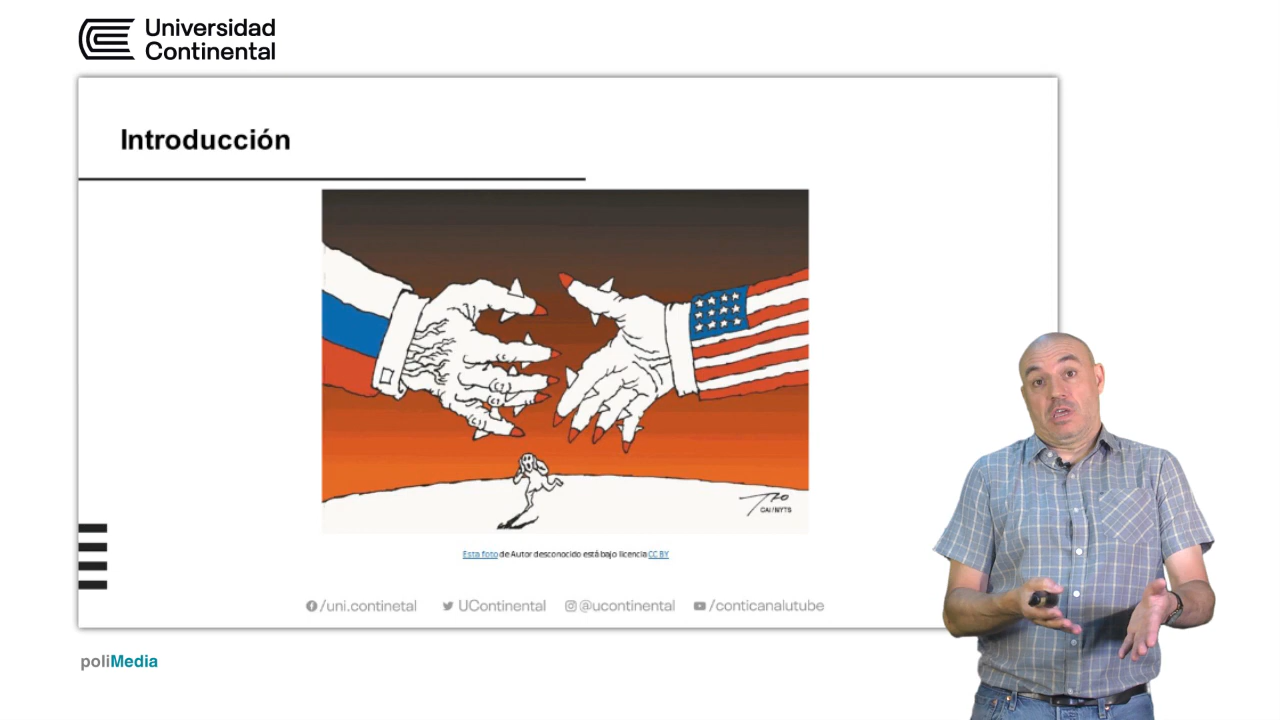 Universidad
Continental
Introducción
CAI/NYTS
Esta foto de Autor desconocido está bajo licencia CC BY
/uni.continetal UContinental @ucontinental /conticanalutube
poliMedia